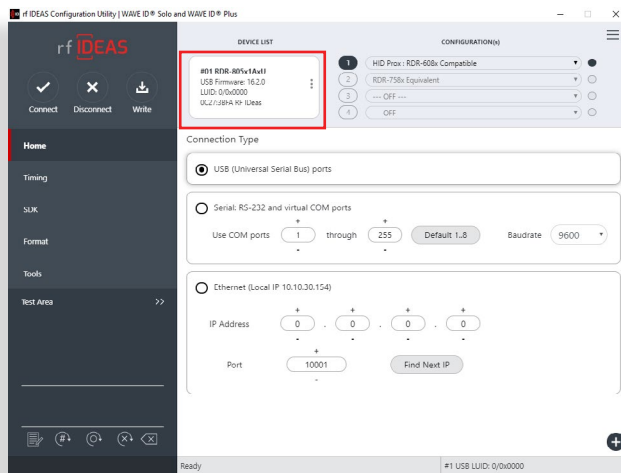 rf IDEAS Configuration Utility | WAVE ID® Solo and WAVE ID® Plus
rf IDEAS
Connect Disconnect Write
Home
Timing
SDK
Format
Tools
Test Area >>
DEVICE LIST
#01 RDR-805x1AxU
USB Firmware: 16.2.0
LUID: 0/0x0000
0C27:3BFA RF IDeas
CONFIGURATION(s)
1 HID Prox : RDR-608x Compatible
2 RDR-758x Equivalent
3 --- OFF ---
4 OFF
Connection Type
USB (Universal Serial Bus) ports
Serial: RS-232 and virtual COM ports
+ +
Use COM ports 1 through 255 Default 1..8 Baudrate 9600
- -
Ethernet (Local IP 10.10.30.154)
+ + + +
IP Address 0 . 0 . 0 . 0
- - - -
+
Port 10001 Find Next IP
-
Ready #1 USB LUID: 0/0x0000